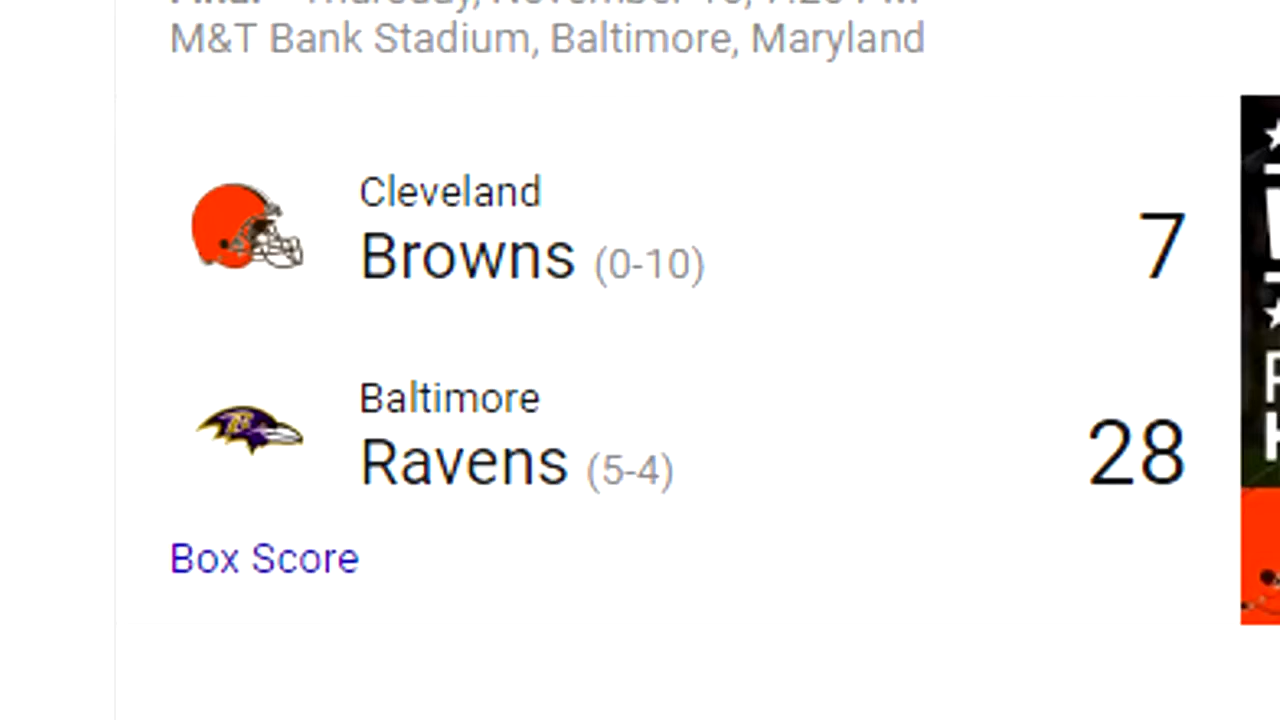 M&T Bank Stadium, Baltimore, Maryland
Cleveland
Browns (0-10)
7
Baltimore
Ravens (5-4)
28
Box Score